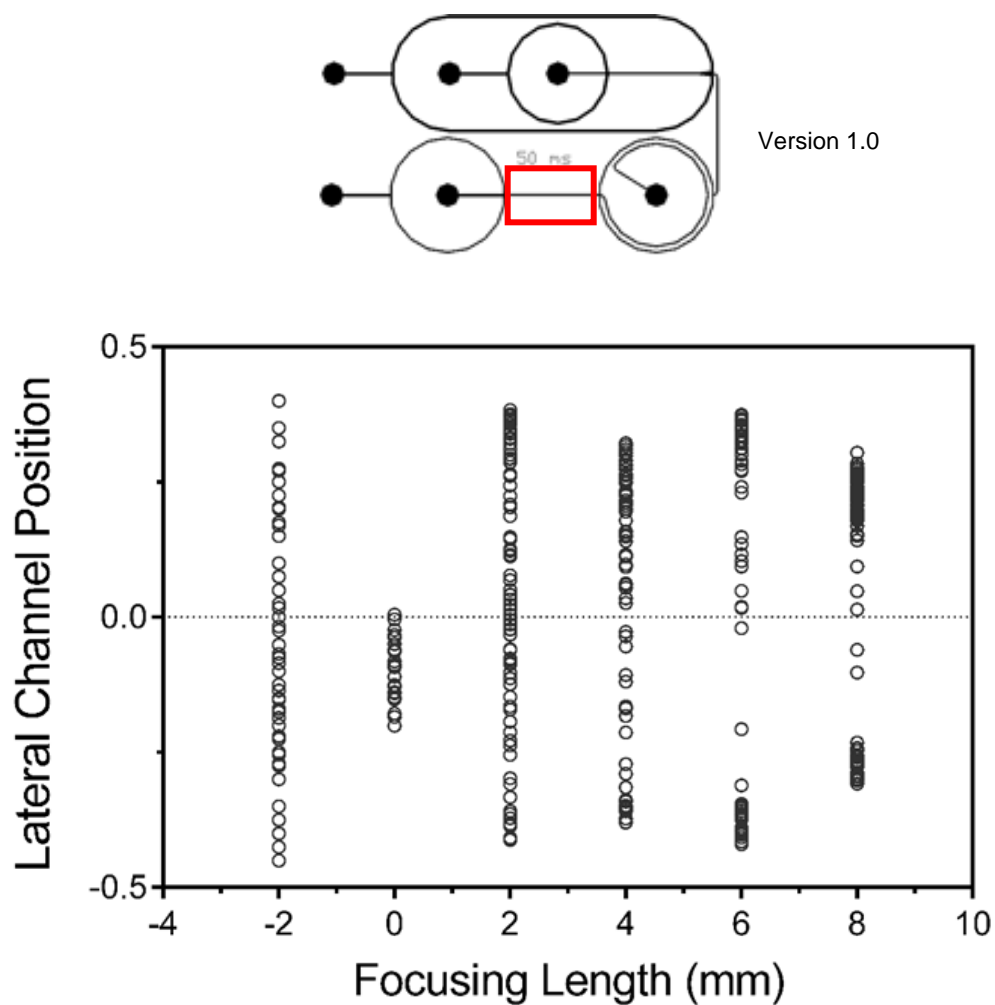 50 ms
Version 1.0
0.5
0.0
-0.5
Lateral Channel Position
-4 -2 0 2 4 6 8 10
Focusing Length (mm)